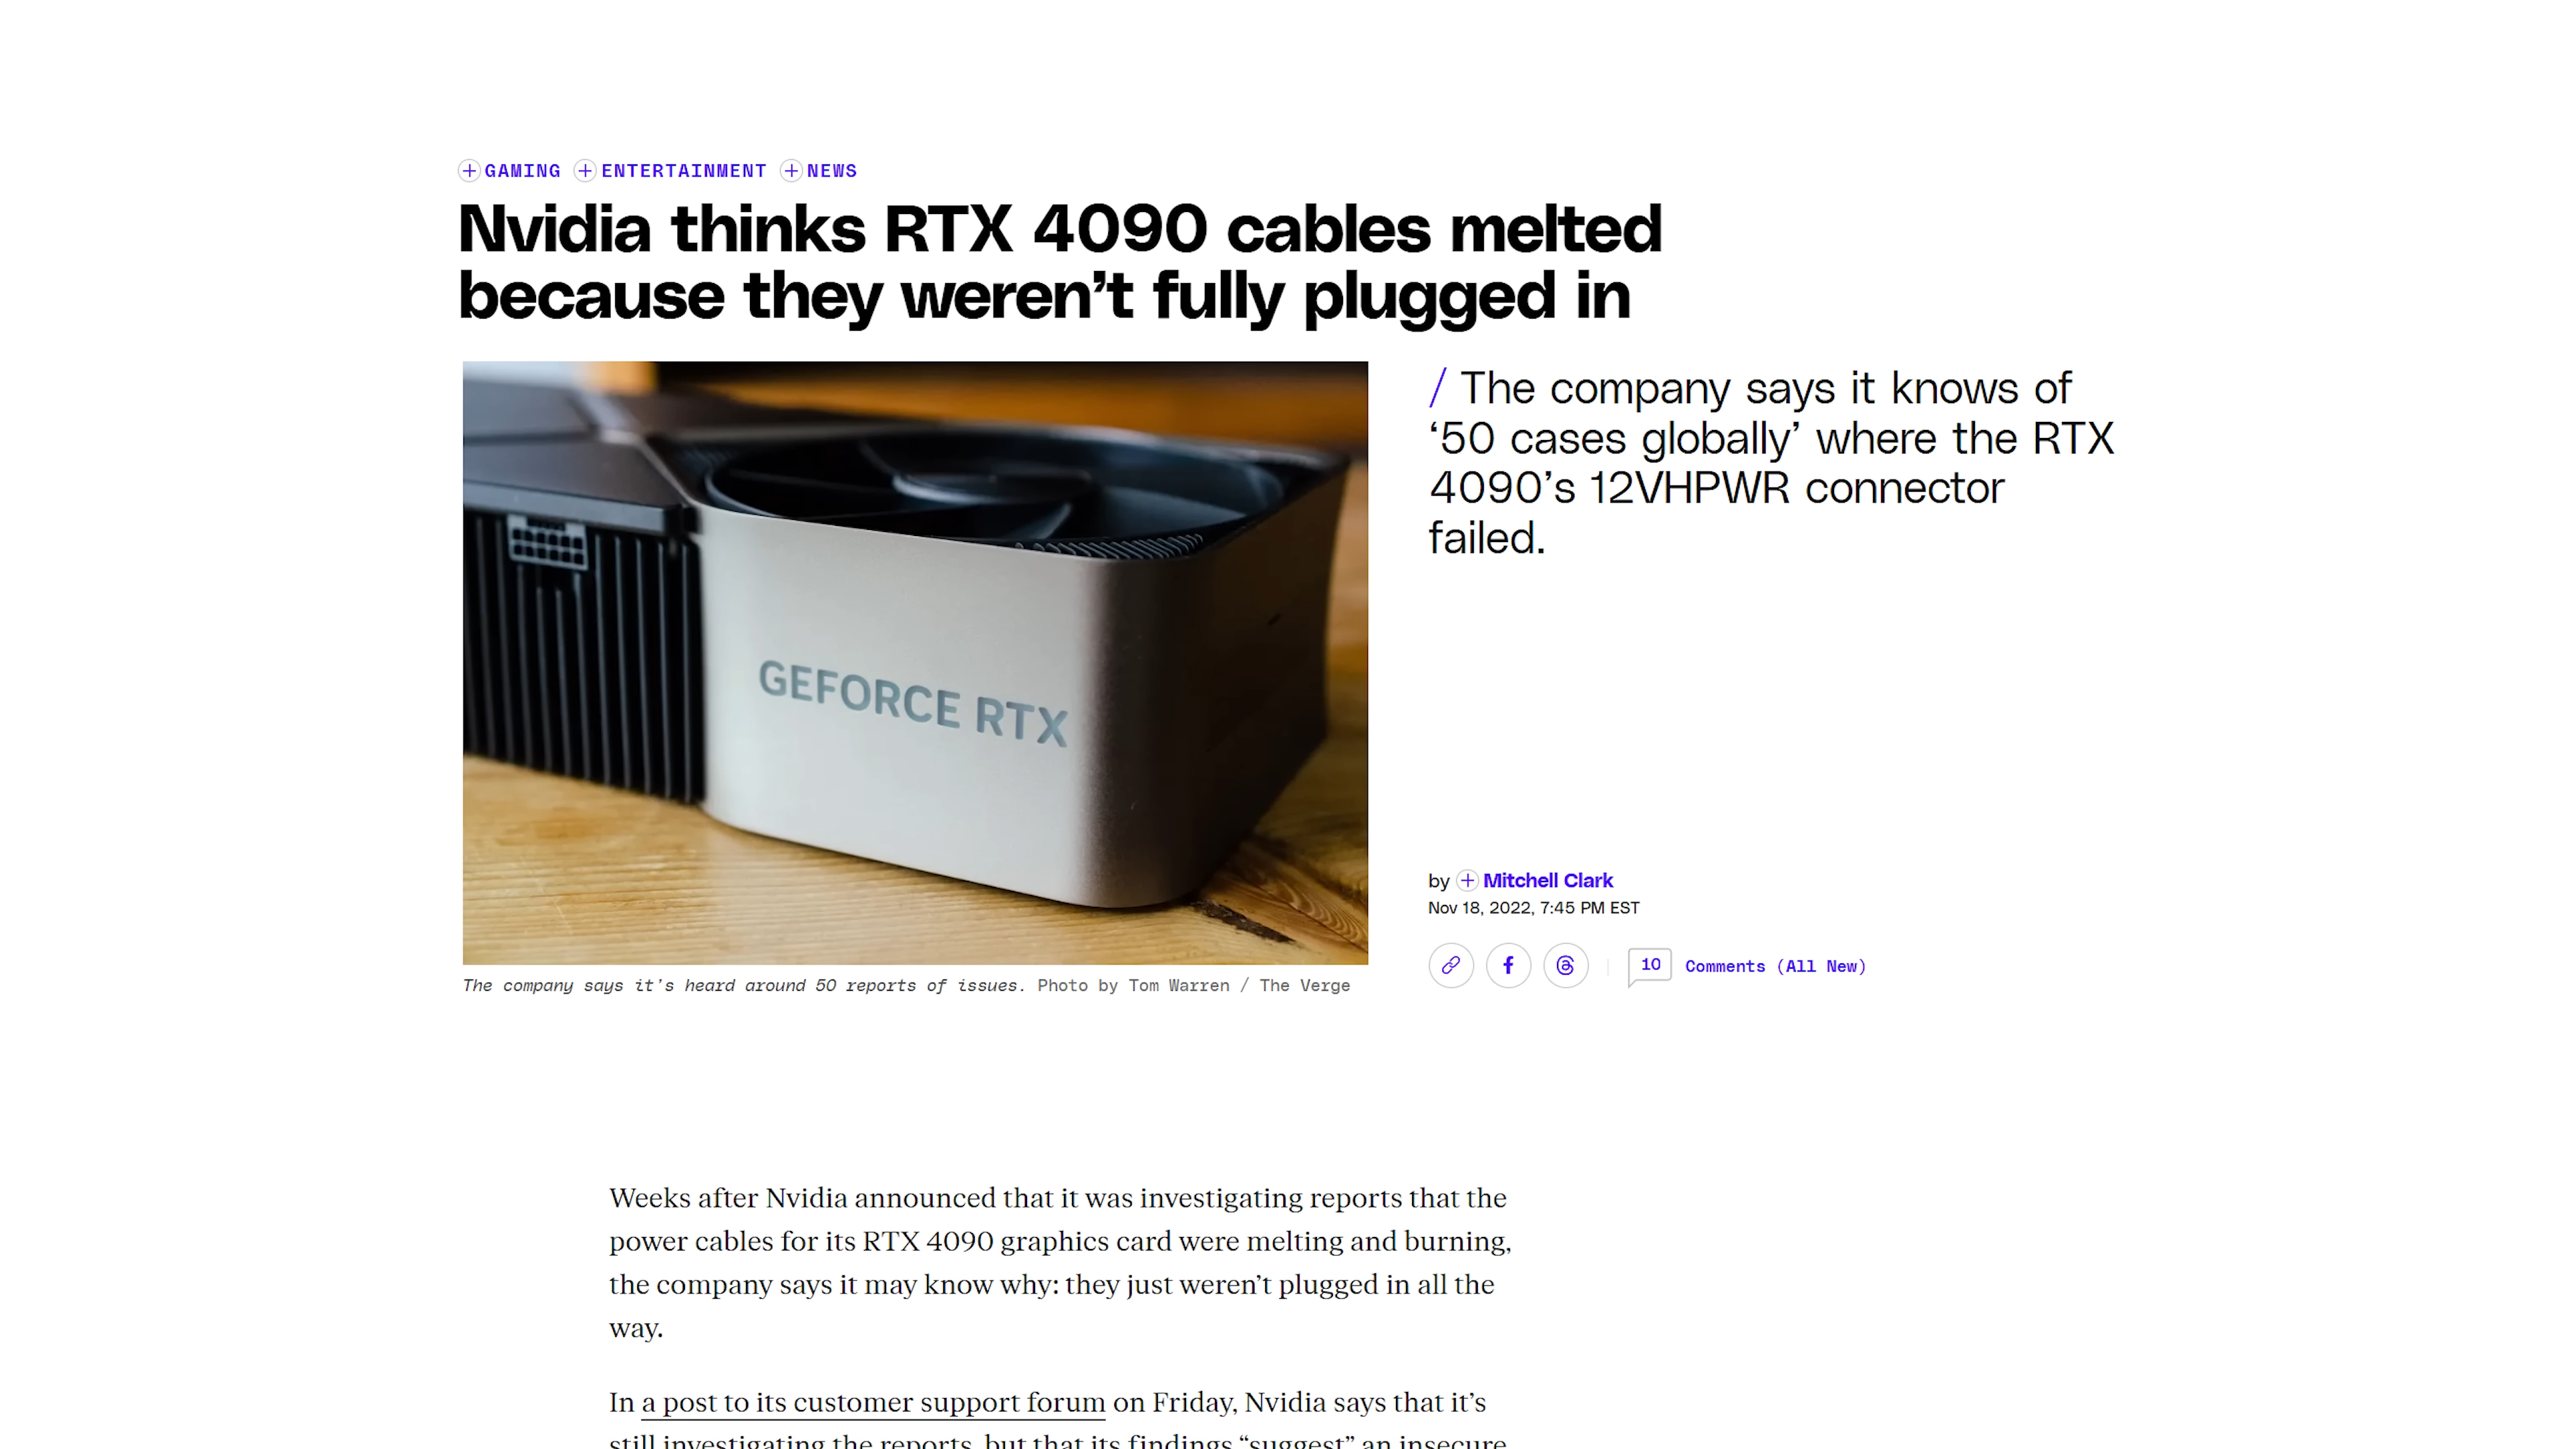 GAMING ENTERTAINMENT NEWS
Nvidia thinks RTX 4090 cables melted
because they weren’t fully plugged in
/ The company says it knows of
‘50 cases globally’ where the RTX
4090’s 12VHPWR connector
failed.
GEFORCE RTX
by Mitchell Clark
Nov 18, 2022, 7:45 PM EST
10 Comments (All New)
The company says it’s heard around 50 reports of issues. Photo by Tom Warren / The Verge
Weeks after Nvidia announced that it was investigating reports that the
power cables for its RTX 4090 graphics card were melting and burning,
the company says it may know why: they just weren’t plugged in all the
way.
In a post to its customer support forum on Friday, Nvidia says that it’s
still investigating the reports, but that its findings “suggest” an insecure